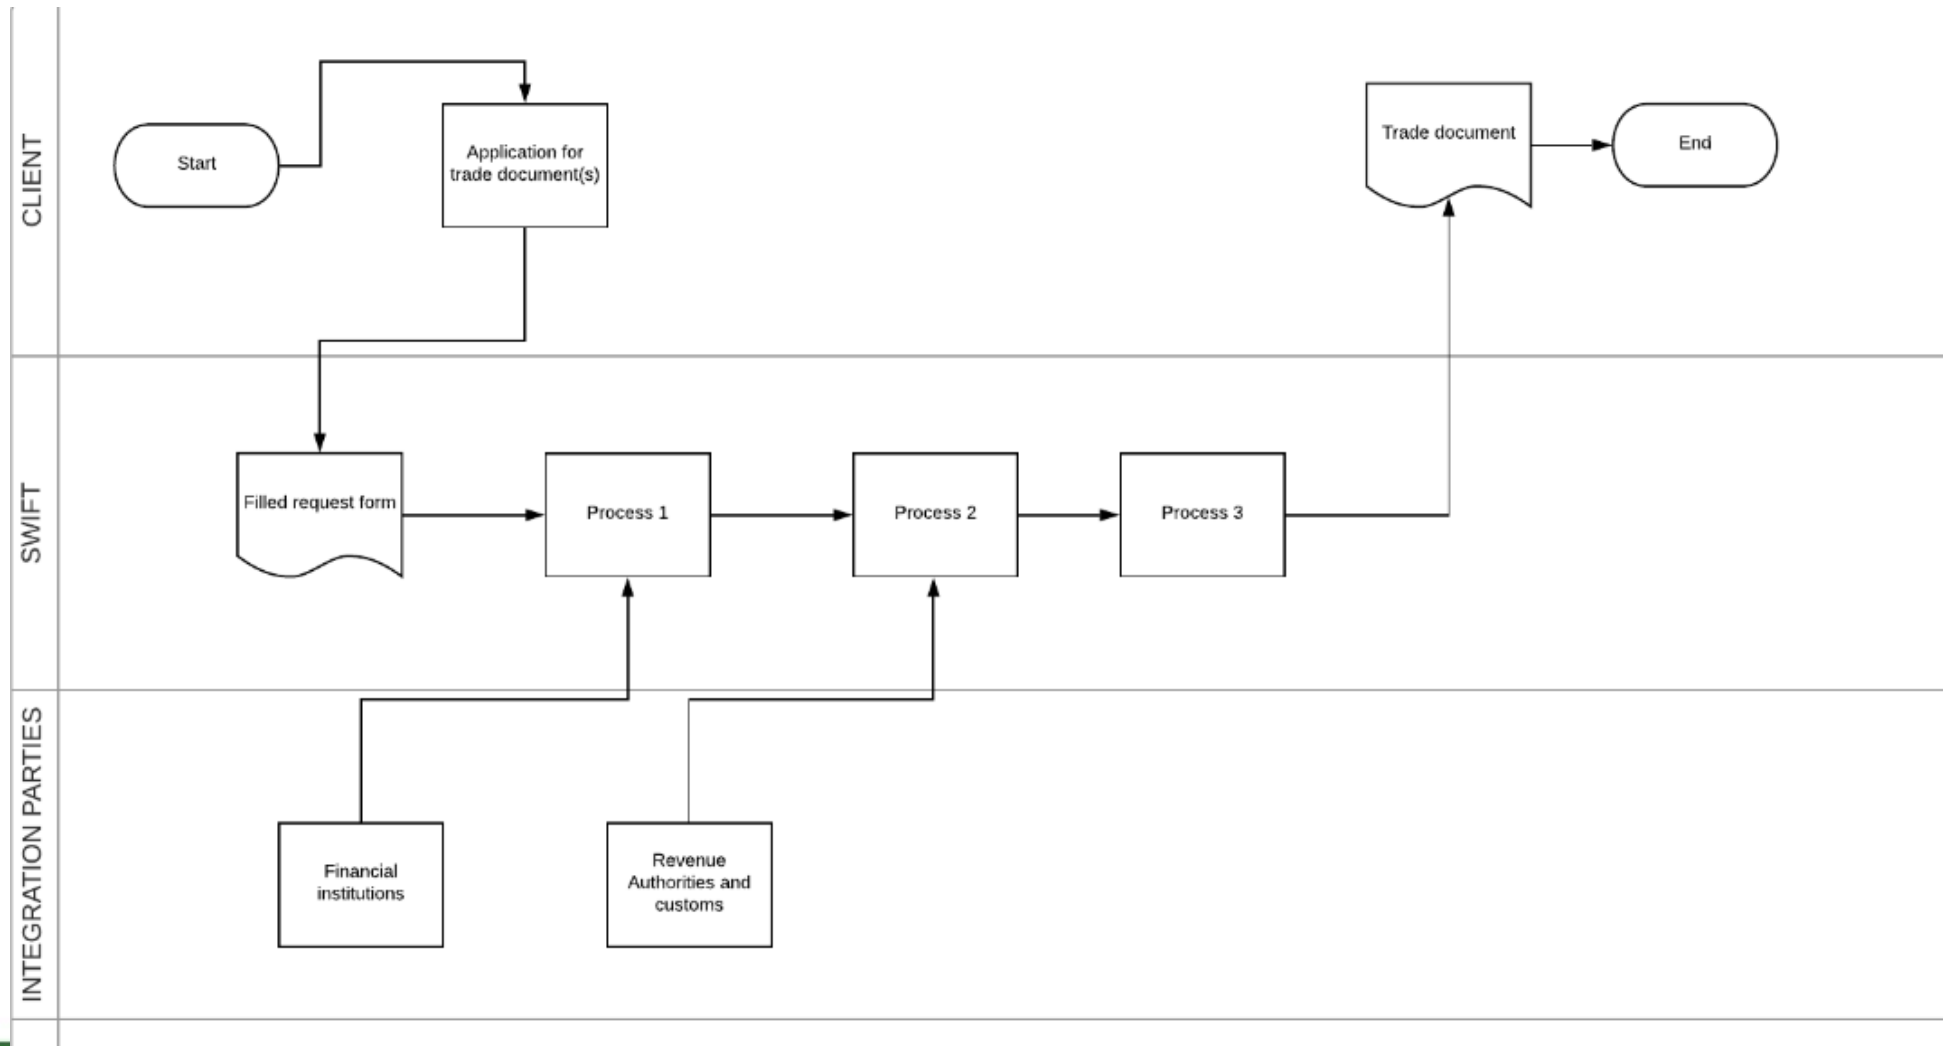 CLIENT
Start
Application for
trade document(s)
Trade document
End
SWIFT
Filled request form
Process 1
Process 2
Process 3
INTEGRATION PARTIES
Financial
institutions
Revenue
Authorities and
customs